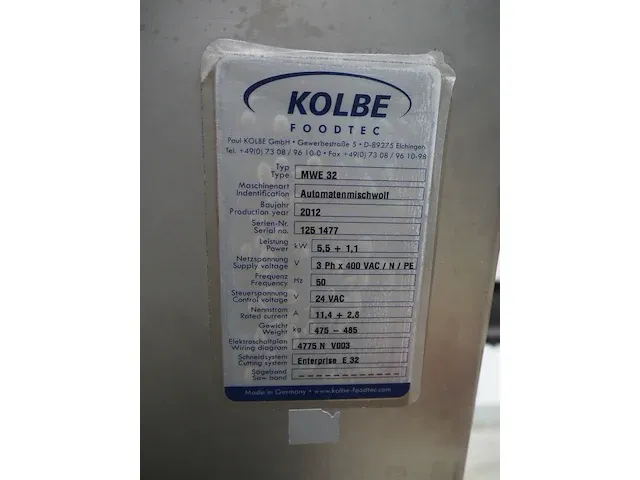 KOLBE
FOODTEC
Paul KOLBE GmbH • Gewerbestraße 5 • D-89275 Elchingen
Tel. +49(0) 73 08 / 96 10-0 • Fax +49(0) 73 08 / 96 10-98
Typ
Type MWE 32
Maschinenart
Indentification Automatenmischwolf
Baujahr
Production year 2012
Serien-Nr.
Serial no. 125 1477
Leistung
Power kW 5,5 + 1,1
Netzspannung
Supply voltage V 3 Ph x 400 VAC / N / PE
Frequenz
Frequency Hz 50
Steuerspannung
Control voltage V 24 VAC
Nennstrom
Rated current A 11,4 + 2,8
Gewicht
Weight kg 475 – 485
Elektroschaltplan
Wiring diagram 4775 N V003
Schneidsystem
Cutting system Enterprise E 32
Sägeband
Saw band – – – – – – – – – – –
Made in Germany • www.kolbe-foodtec.com